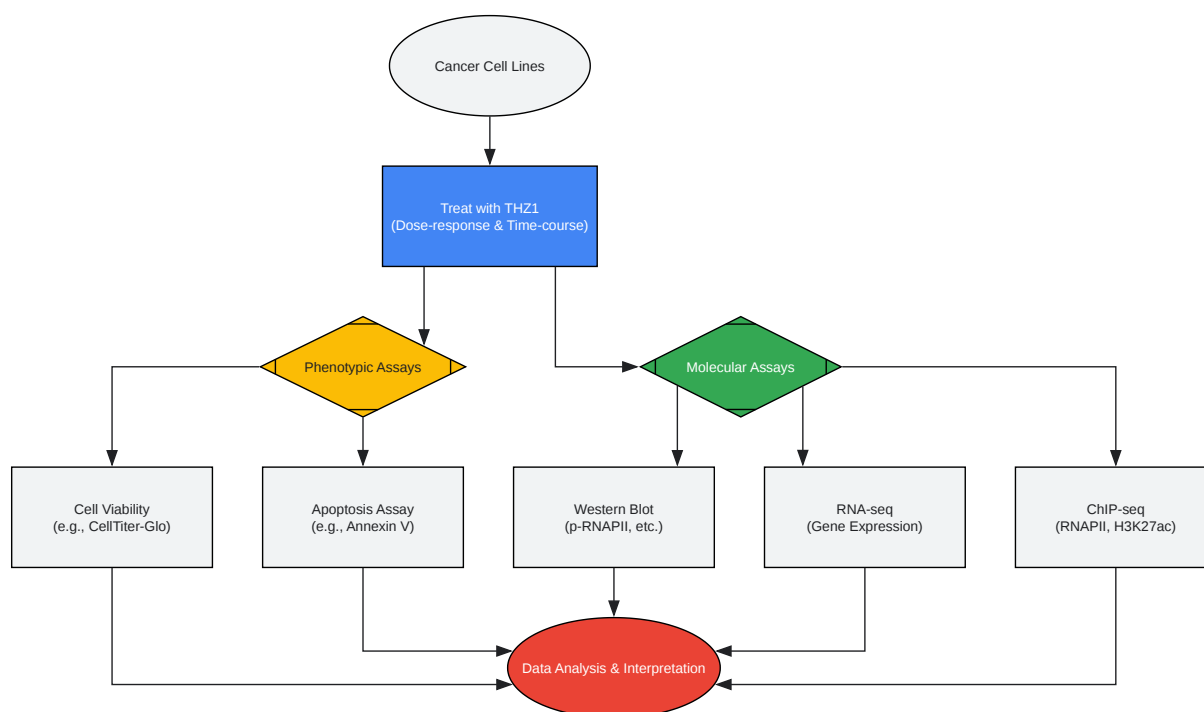 Cancer Cell Lines
Treat with THZ1
(Dose-response & Time-course)
Phenotypic Assays
Molecular Assays
Cell Viability
(e.g., CellTiter-Glo)
Apoptosis Assay
(e.g., Annexin V)
Western Blot
(p-RNAPII, etc.)
RNA-seq
(Gene Expression)
ChIP-seq
(RNAPII, H3K27ac)
Data Analysis & Interpretation